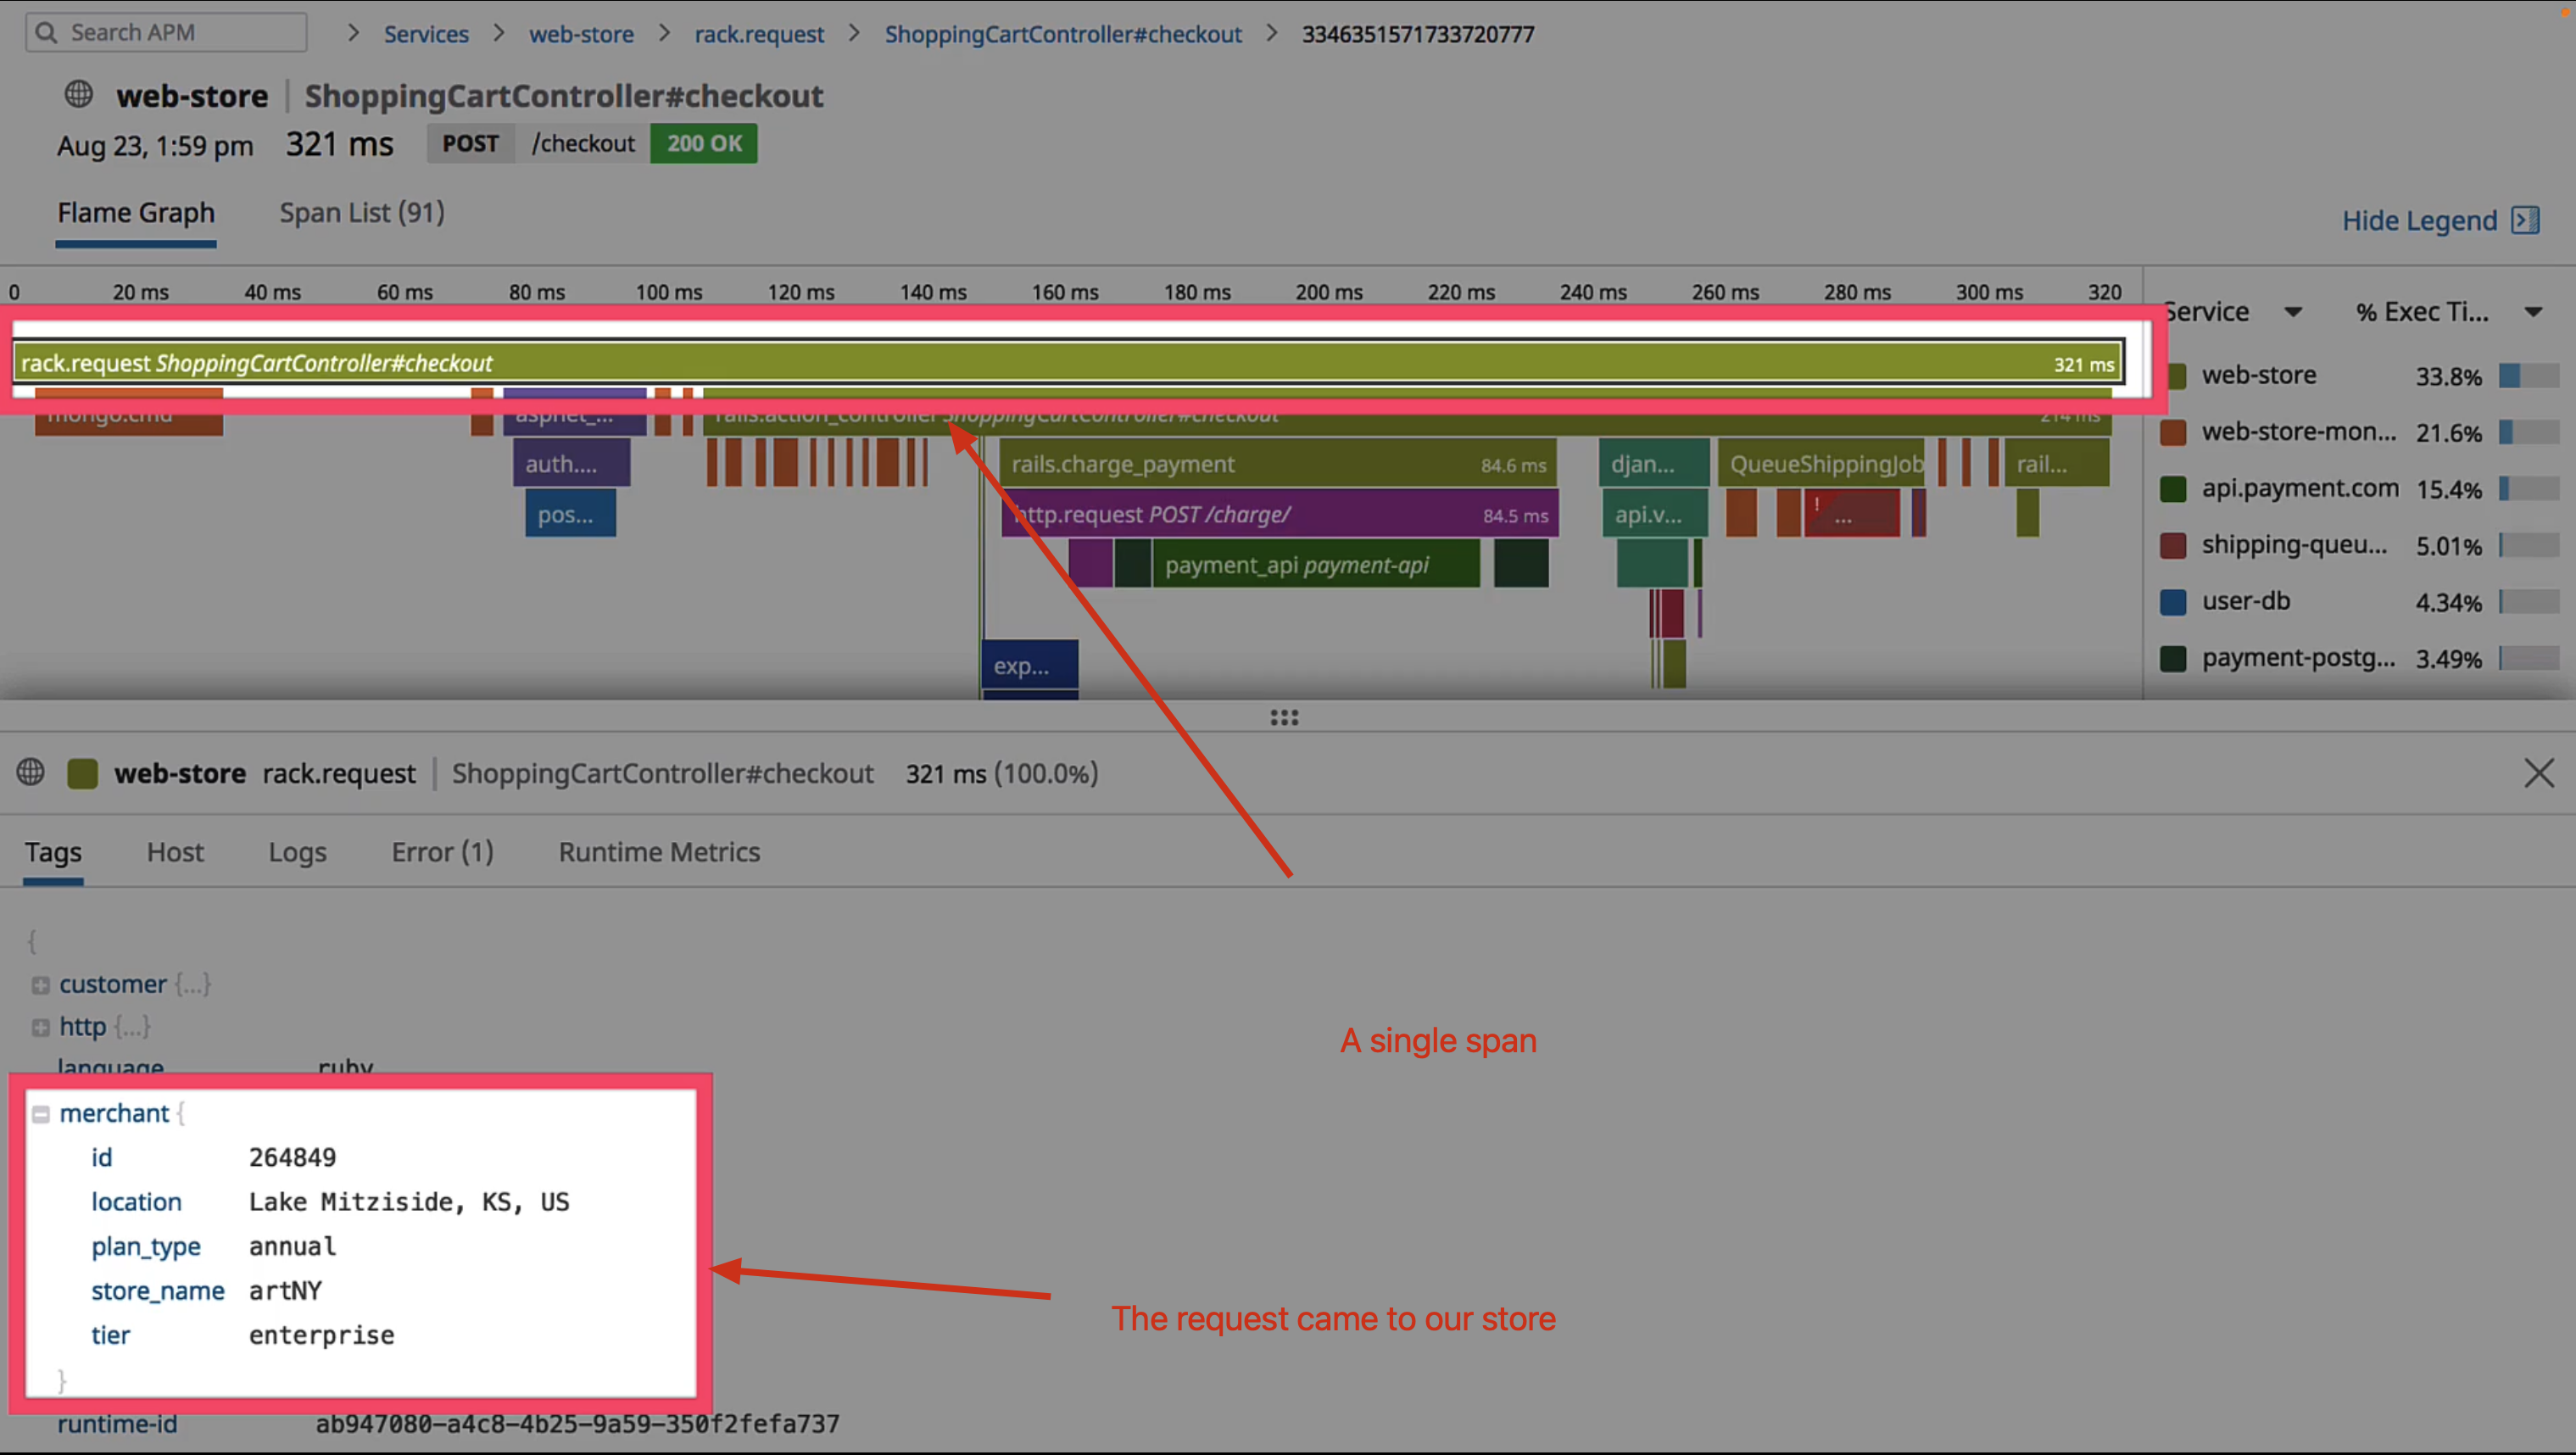 Search APM > Services > web-store > rack.request > ShoppingCartController#checkout > 3346351571733720777
web-store | ShoppingCartController#checkout
Aug 23, 1:59 pm 321 ms POST /checkout 200 OK
Flame Graph Span List (91)
Hide Legend
0 20 ms 40 ms 60 ms 80 ms 100 ms 120 ms 140 ms 160 ms 180 ms 200 ms 220 ms 240 ms 260 ms 280 ms 300 ms 320
Service % Exec Ti...
rack.request ShoppingCartController#checkout 321 ms
web-store 33.8%
mongo.cmd aspnet_... rails.action_controller ShoppingCartController#checkout 214 ms
web-store-mon... 21.6%
auth.... rails.charge_payment 84.6 ms djan... QueueShippingJob rail...
api.payment.com 15.4%
pos... http.request POST /charge/ 84.5 ms api.v... ! ...
shipping-queu... 5.01%
payment_api payment-api
user-db 4.34%
exp...
payment-postg... 3.49%
web-store rack.request | ShoppingCartController#checkout 321 ms (100.0%)
Tags Host Logs Error (1) Runtime Metrics
{
customer {...}
http {...}
language ruby
A single span
merchant {
id 264849
location Lake Mitziside, KS, US
plan_type annual
store_name artNY
tier enterprise
}
The request came to our store
runtime-id ab947080-a4c8-4b25-9a59-350f2fefa737